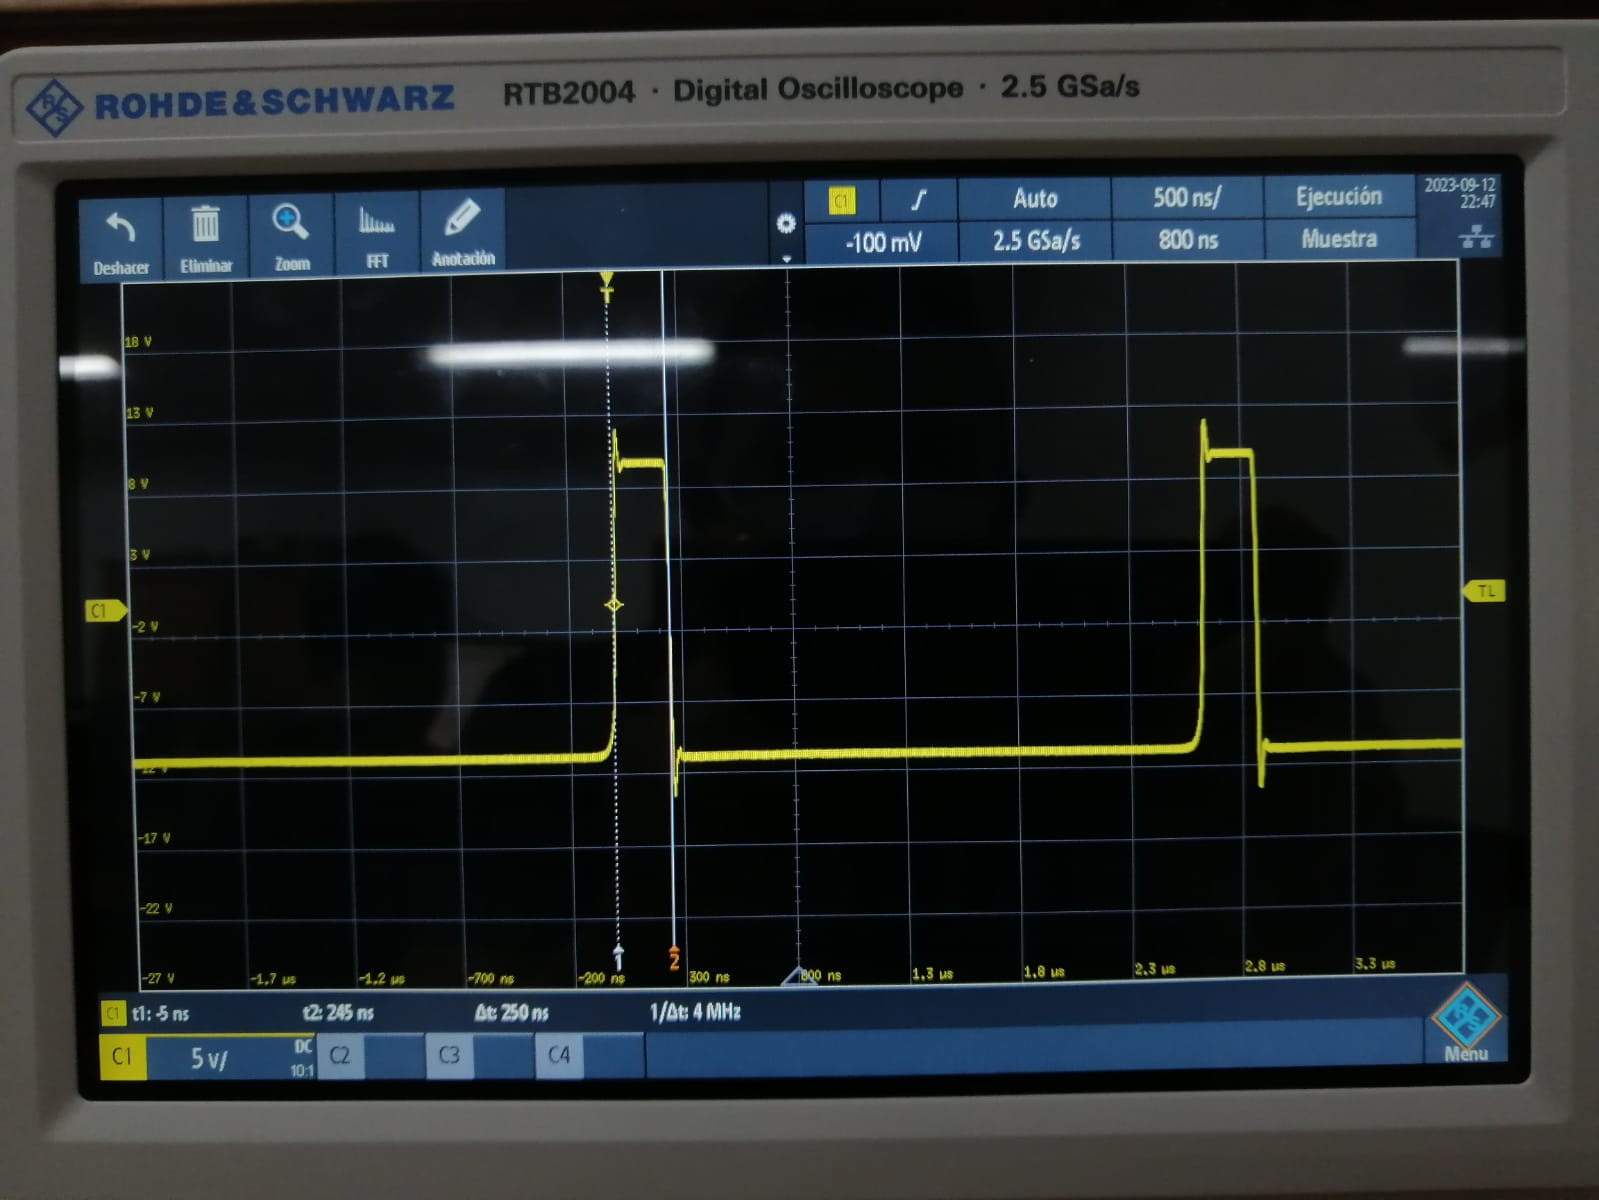 ROHDE&SCHWARZ RTB2004 · Digital Oscilloscope · 2.5 GSa/s
Deshacer Eliminar Zoom FFT Anotación
C1 Auto 500 ns/ Ejecución 2023-09-12
22:47
-100 mV 2.5 GSa/s 800 ns Muestra
T
18 V
13 V
8 V
3 V
C1 TL
-2 V
-7 V
-12 V
-17 V
-22 V
1 2
-27 V -1.7 µs -1.2 µs -700 ns -200 ns 300 ns 800 ns 1.3 µs 1.8 µs 2.3 µs 2.8 µs 3.3 µs
C1 t1: -5 ns t2: 245 ns Δt: 250 ns 1/Δt: 4 MHz
C1 5 V/ DC
10:1 C2 C3 C4 Menu